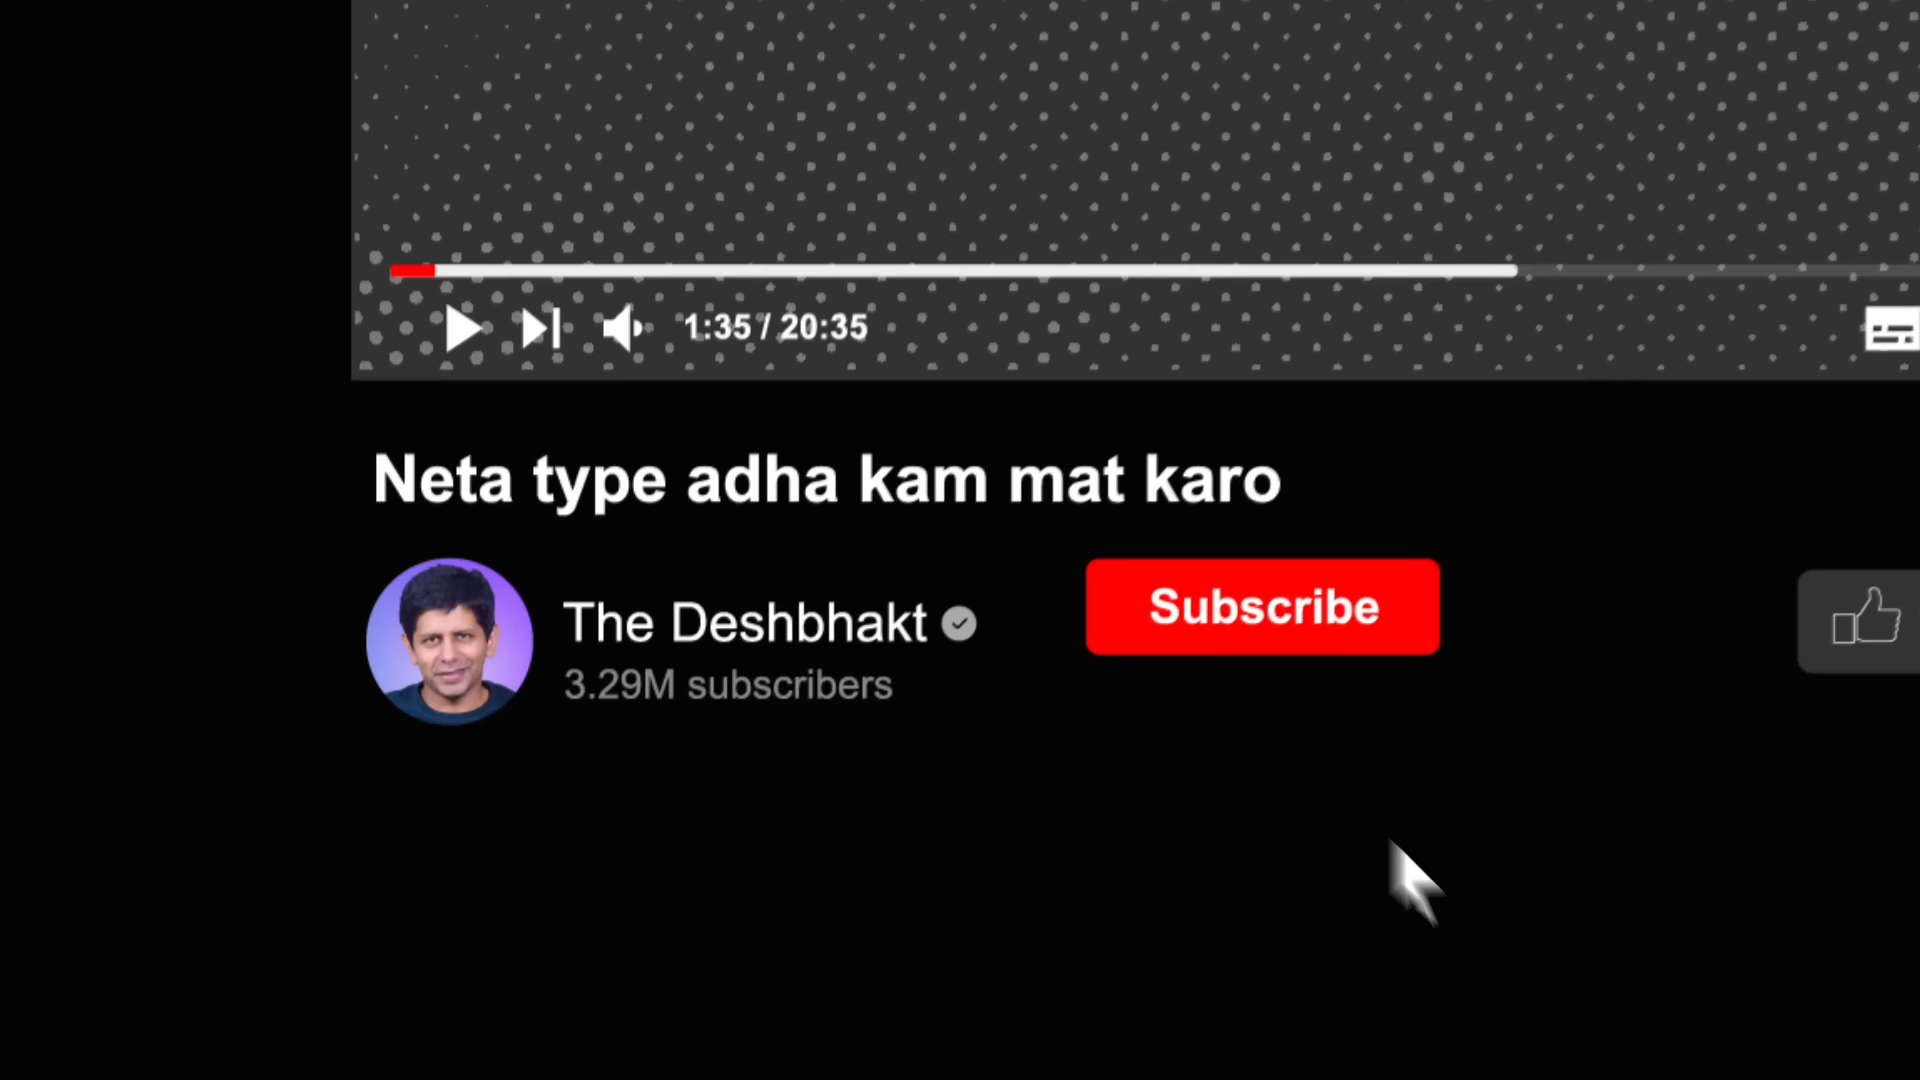 1:35 / 20:35
Neta type adha kam mat karo
The Deshbhakt
Subscribe
3.29M subscribers